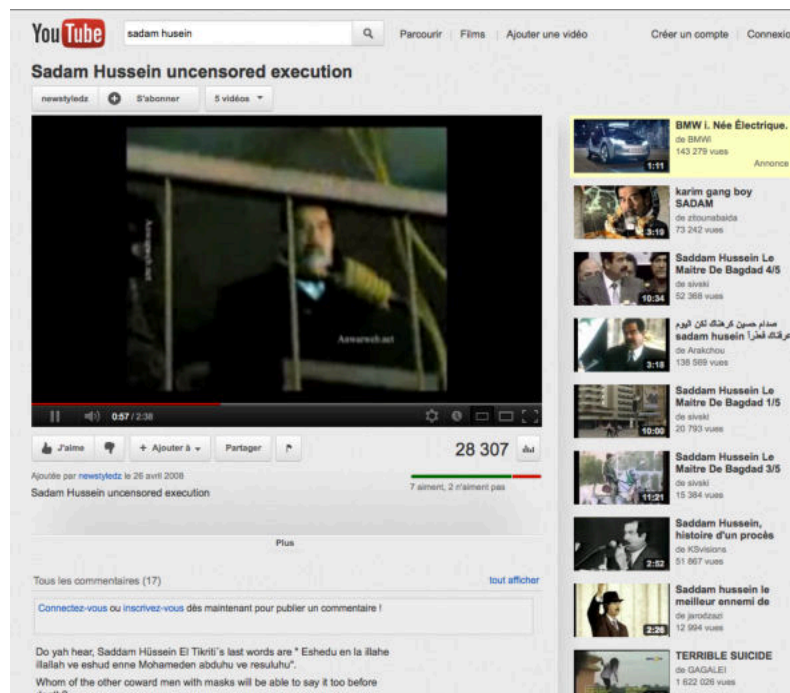 YouTube
sadam husein
Parcourir Films Ajouter une vidéo Créer un compte Connexio
Sadam Hussein uncensored execution
newstyledz S'abonner 5 vidéos
Anwarweb.net
Anwarweb.net
0:57 / 2:38
J'aime + Ajouter à Partager 28 307
Ajoutée par newstyledz le 26 avril 2008
7 aiment, 2 n'aiment pas
Sadam Hussein uncensored execution
Plus
Tous les commentaires (17) tout afficher
Connectez-vous ou inscrivez-vous dès maintenant pour publier un commentaire !
Do yah hear, Saddam Hüssein El Tikriti´s last words are " Eshedu en la illahe
illallah ve eshud enne Mohameden abduhu ve resuluhu".
Whom of the other coward men with masks will be able to say it too before
BMW i. Née Électrique.
de BMWi
143 279 vues
Annonce
1:11
karim gang boy
SADAM
de zitounabaida
73 242 vues
3:19
Saddam Hussein Le
Maitre De Bagdad 4/5
de sivski
52 368 vues
10:34
صدام حسين كرهناك لكن اليوم
sadam husein
de Arakchou
138 569 vues
3:18
Saddam Hussein Le
Maitre De Bagdad 1/5
de sivski
20 793 vues
10:00
Saddam Hussein Le
Maitre De Bagdad 3/5
de sivski
15 384 vues
11:21
Saddam Hussein,
histoire d'un procès
de KSvisions
51 867 vues
2:52
Saddam hussein le
meilleur ennemi de
de jarodzazi
12 994 vues
2:26
TERRIBLE SUICIDE
de GAGALEI
1 622 026 vues